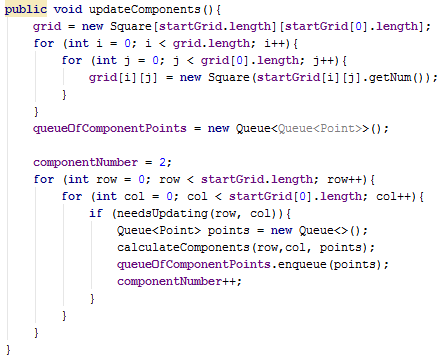 public void updateComponents(){
    grid = new Square[startGrid.length][startGrid[0].length];
    for (int i = 0; i < grid.length; i++){
        for (int j = 0; j < grid[0].length; j++){
            grid[i][j] = new Square(startGrid[i][j].getNum());
        }
    }
    queueOfComponentPoints = new Queue<Queue<Point>>();

    componentNumber = 2;
    for (int row = 0; row < startGrid.length; row++){
        for (int col = 0; col < startGrid[0].length; col++){
            if (needsUpdating(row, col)){
                Queue<Point> points = new Queue<>();
                calculateComponents(row,col, points);
                queueOfComponentPoints.enqueue(points);
                componentNumber++;
            }
        }
    }
}